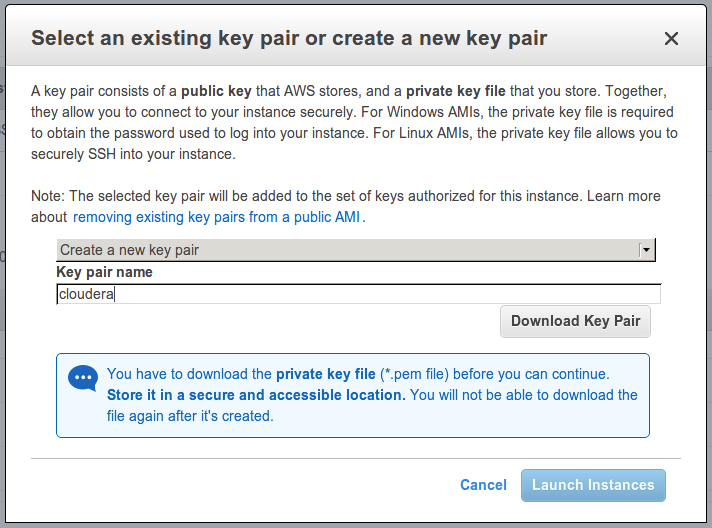 Select an existing key pair or create a new key pair
A key pair consists of a public key that AWS stores, and a private key file that you store. Together,
they allow you to connect to your instance securely. For Windows AMIs, the private key file is required
to obtain the password used to log into your instance. For Linux AMIs, the private key file allows you to
securely SSH into your instance.
Note: The selected key pair will be added to the set of keys authorized for this instance. Learn more
about removing existing key pairs from a public AMI.
Create a new key pair
Key pair name
cloudera
Download Key Pair
You have to download the private key file (*.pem file) before you can continue.
Store it in a secure and accessible location. You will not be able to download the
file again after it's created.
Cancel Launch Instances